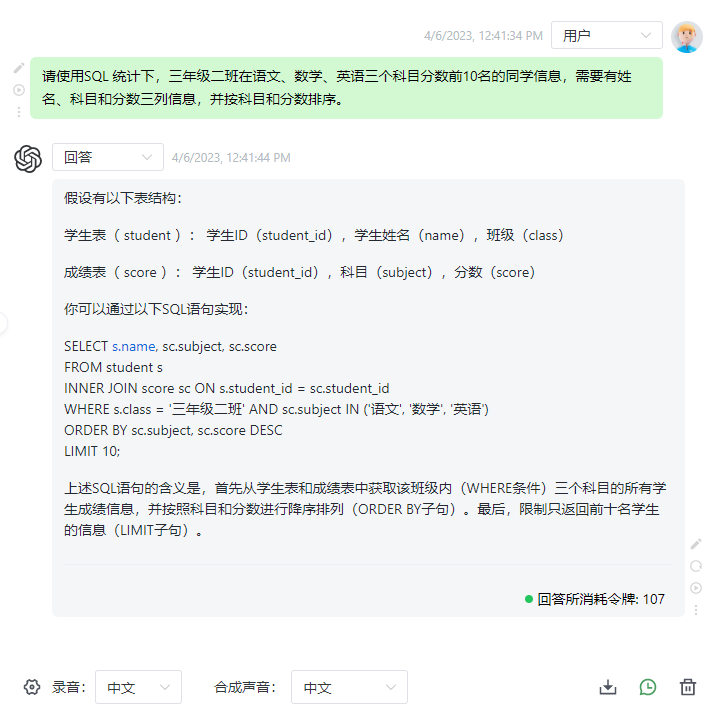 4/6/2023, 12:41:34 PM 用户
请使用SQL 统计下，三年级二班在语文、数学、英语三个科目分数前10名的同学信息，需要有姓
名、科目和分数三列信息，并按科目和分数排序。
回答 4/6/2023, 12:41:44 PM
假设有以下表结构：
学生表（ student ）： 学生ID（student_id），学生姓名（name），班级（class）
成绩表（ score ）： 学生ID（student_id），科目（subject），分数（score）
你可以通过以下SQL语句实现：
SELECT s.name, sc.subject, sc.score
FROM student s
INNER JOIN score sc ON s.student_id = sc.student_id
WHERE s.class = '三年级二班' AND sc.subject IN ('语文', '数学', '英语')
ORDER BY sc.subject, sc.score DESC
LIMIT 10;
上述SQL语句的含义是，首先从学生表和成绩表中获取该班级内（WHERE条件）三个科目的所有学
生成绩信息，并按照科目和分数进行降序排列（ORDER BY子句）。最后，限制只返回前十名学生
的信息（LIMIT子句）。
回答所消耗令牌: 107
录音： 中文 合成声音： 中文